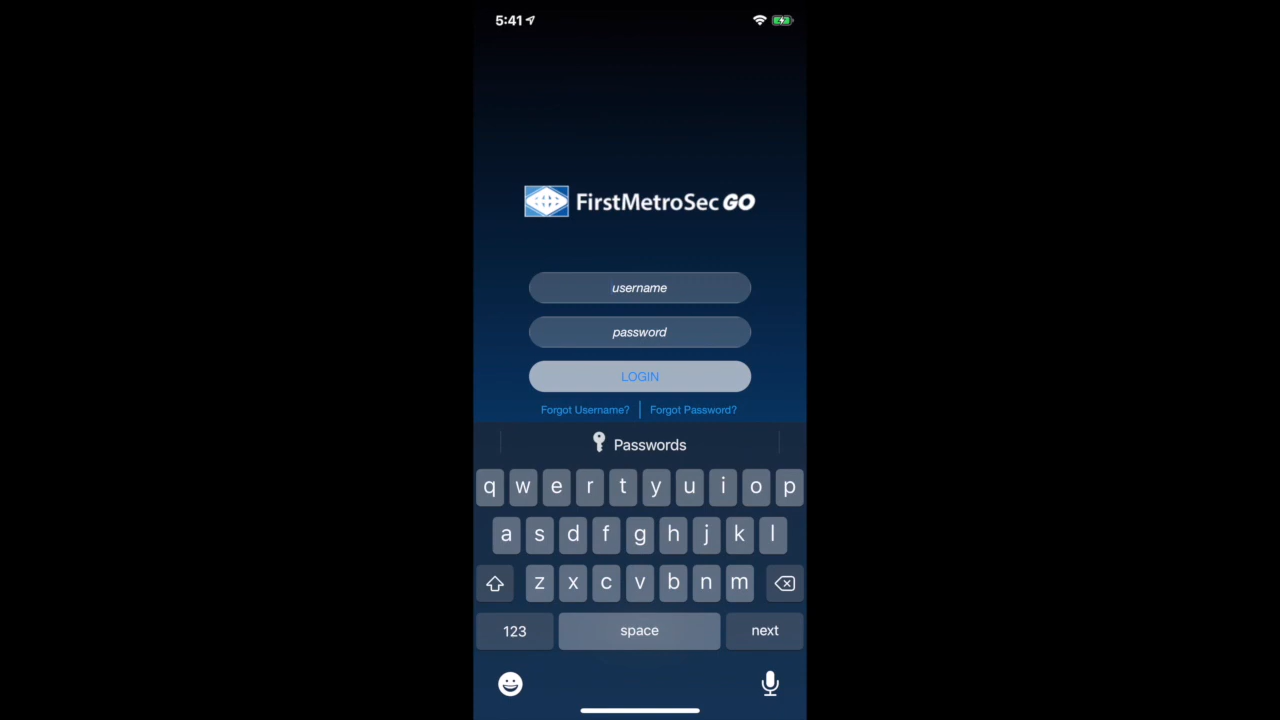 5:41
FirstMetroSec GO
username
password
LOGIN
Forgot Username? Forgot Password?
Passwords
q w e r t y u i o p
a s d f g h j k l
z x c v b n m
123 space next